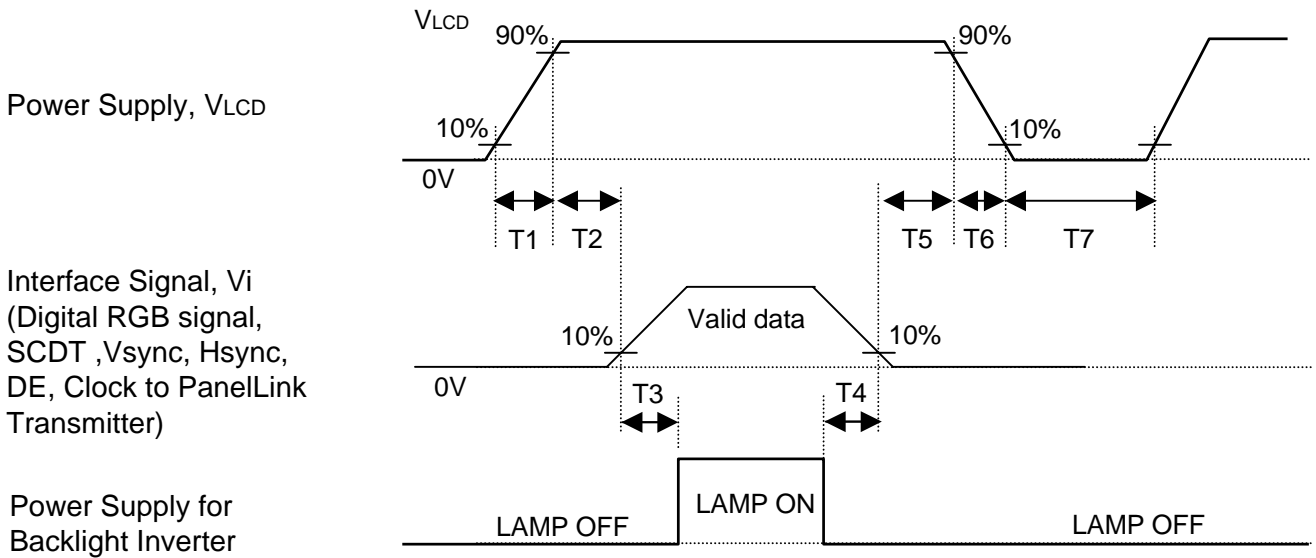 VLCD
90%
90%
Power Supply, VLCD
10%
10%
0V
T1
T2
T5
T6
T7
Interface Signal, Vi
(Digital RGB signal,
SCDT ,Vsync, Hsync,
DE, Clock to PanelLink
Transmitter)
Valid data
10%
10%
0V
T3
T4
Power Supply for
Backlight Inverter
LAMP OFF
LAMP ON
LAMP OFF